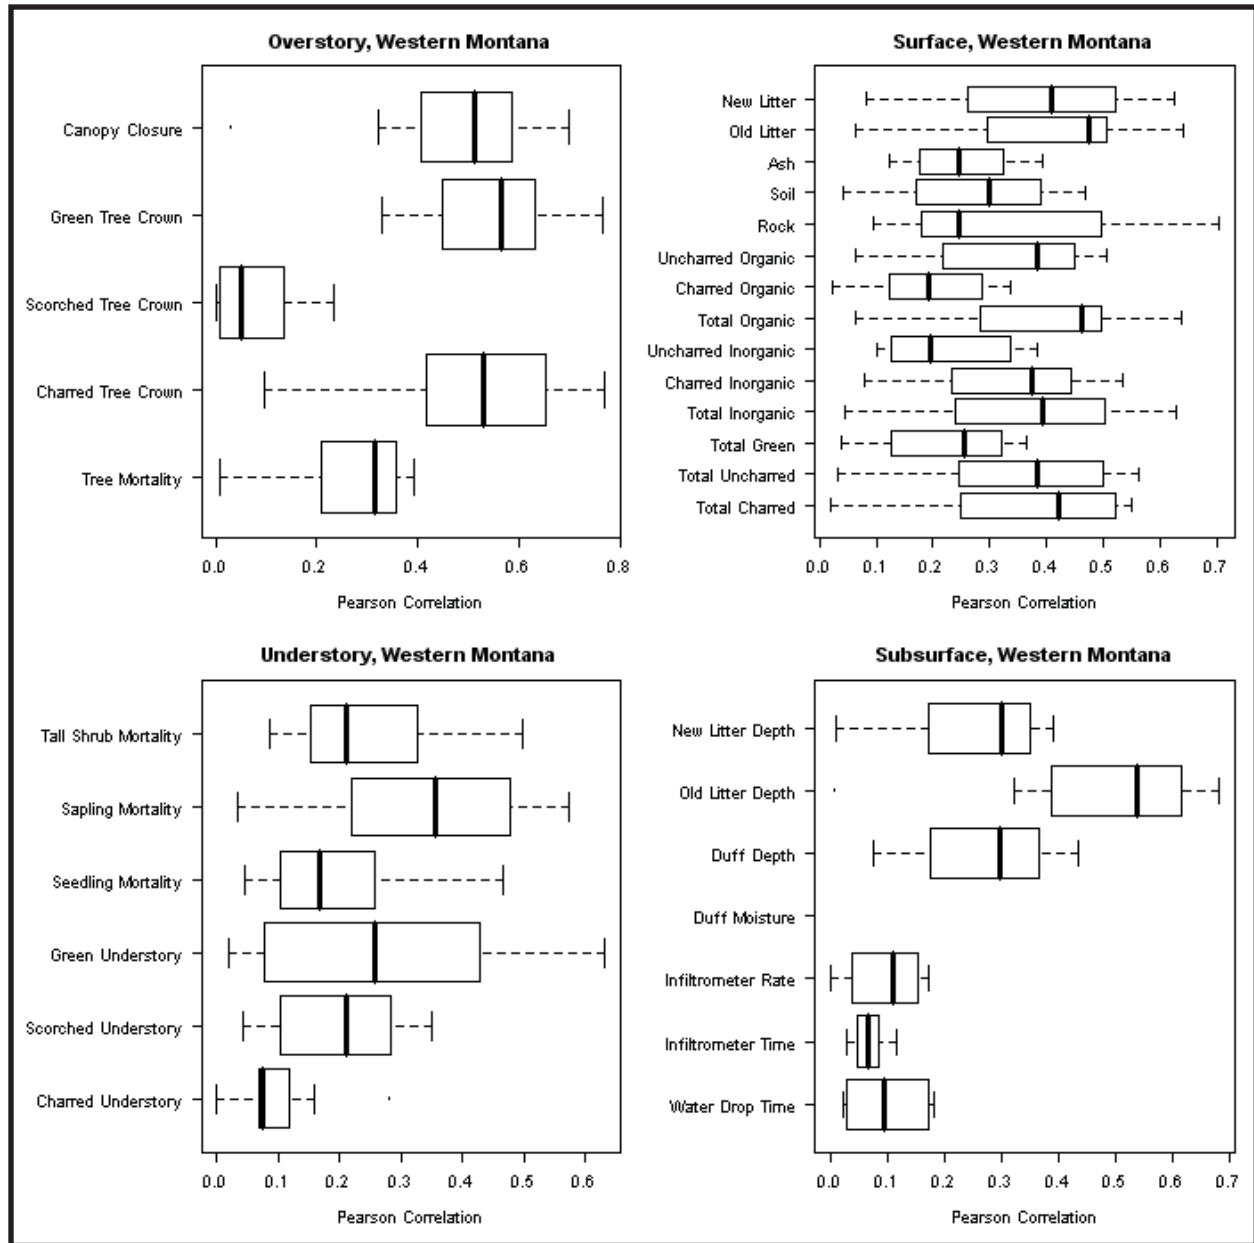 Overstory, Western Montana
Canopy Closure
Green Tree Crown
Scorched Tree Crown
Charred Tree Crown
Tree Mortality
0.0 0.2 0.4 0.6 0.8
Pearson Correlation
Surface, Western Montana
New Litter
Old Litter
Ash
Soil
Rock
Uncharred Organic
Charred Organic
Total Organic
Uncharred Inorganic
Charred Inorganic
Total Inorganic
Total Green
Total Uncharred
Total Charred
0.0 0.1 0.2 0.3 0.4 0.5 0.6 0.7
Pearson Correlation
Understory, Western Montana
Tall Shrub Mortality
Sapling Mortality
Seedling Mortality
Green Understory
Scorched Understory
Charred Understory
0.0 0.1 0.2 0.3 0.4 0.5 0.6
Pearson Correlation
Subsurface, Western Montana
New Litter Depth
Old Litter Depth
Duff Depth
Duff Moisture
Infiltrometer Rate
Infiltrometer Time
Water Drop Time
0.0 0.1 0.2 0.3 0.4 0.5 0.6 0.7
Pearson Correlation